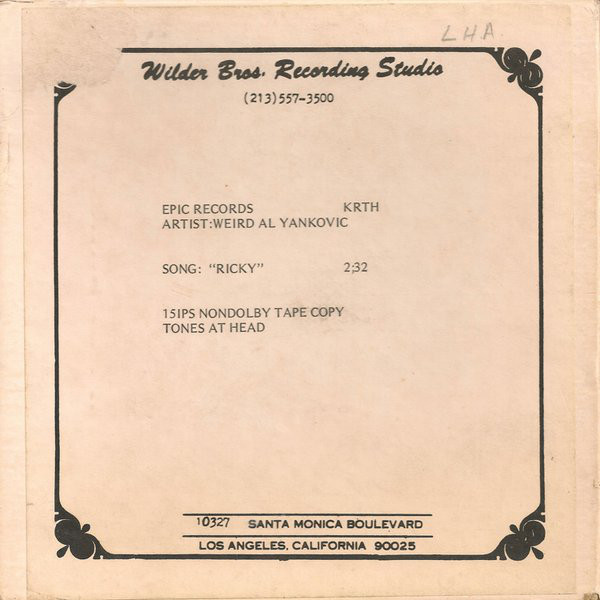 L.H.A.
Wilder Bros. Recording Studio
(213)557-3500
EPIC RECORDS KRTH
ARTIST:WEIRD AL YANKOVIC
SONG: "RICKY" 2;32
15IPS NONDOLBY TAPE COPY
TONES AT HEAD
10327 SANTA MONICA BOULEVARD
LOS ANGELES, CALIFORNIA 90025